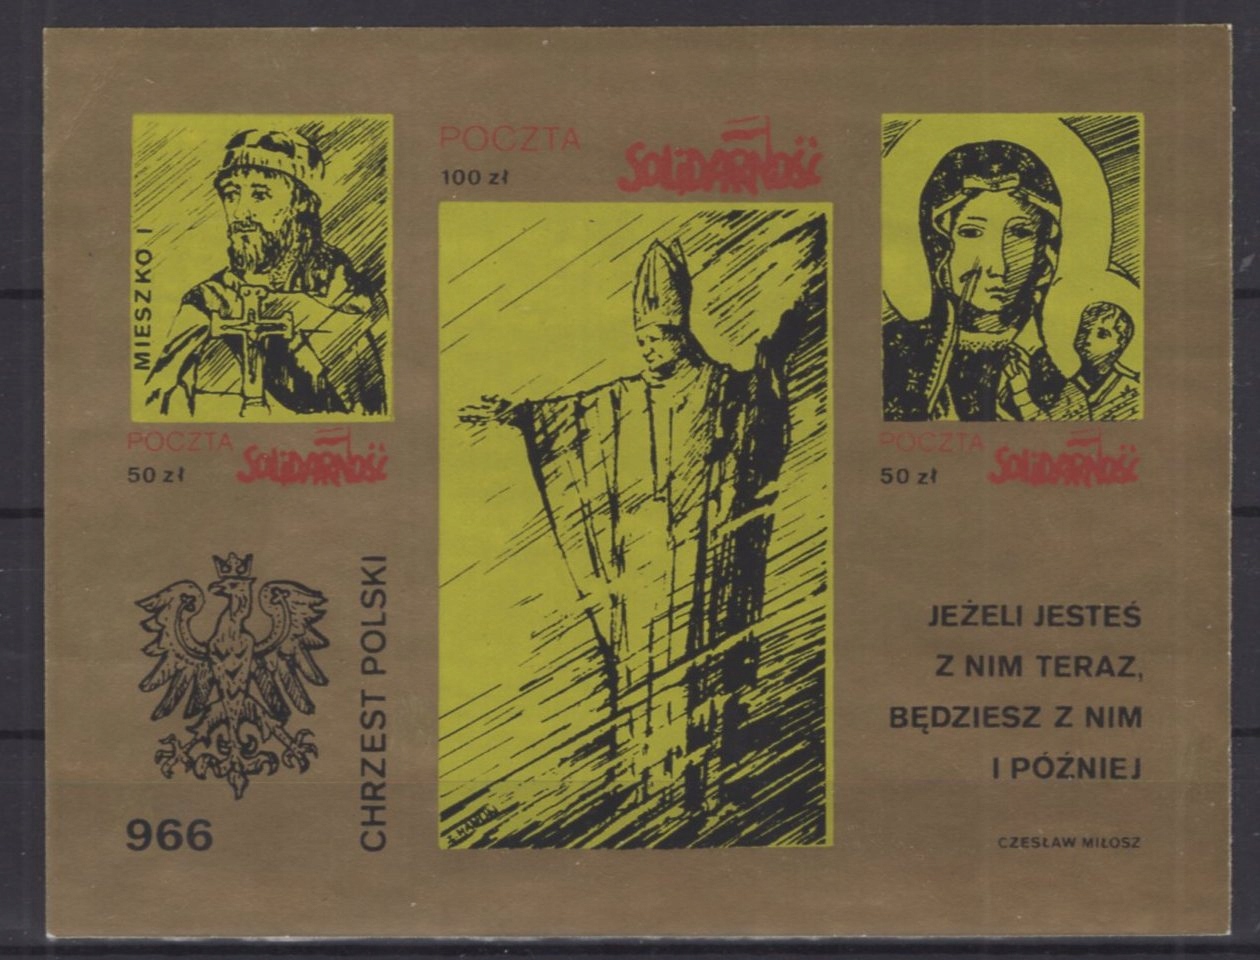 MIESZKO I
POCZTA
50 zł
SOLiDARNOŚĆ
966
CHRZEST POLSKI
POCZTA
100 zł
SOLiDARNOŚĆ
POCZTA
50 zł
SOLiDARNOŚĆ
JEŻELI JESTEŚ
Z NIM TERAZ,
BĘDZIESZ Z NIM
I PÓŹNIEJ
CZESŁAW MIŁOSZ